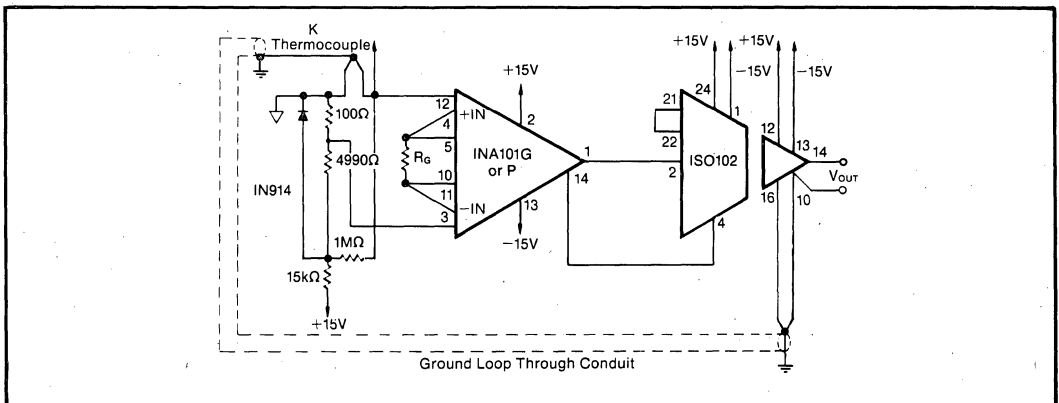 K
Thermocouple
+15V
+15V
+15V
-15V
-15V
100Ω
12
+IN
4
2
21
24
1
12
13
14
5
INA101G
or P
1
22
ISO102
RG
4990Ω
10
14
2
16
10
VOUT
IN914
11
-IN
3
13
4
1MΩ
-15V
15kΩ
+15V
Ground Loop Through Conduit